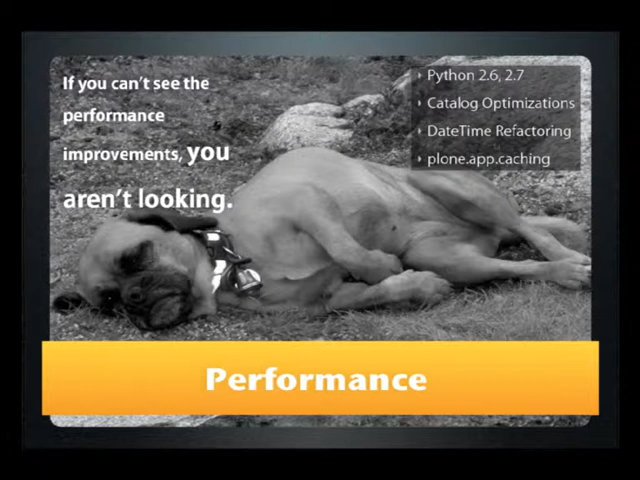 If you can't see the
performance
improvements, you
aren't looking.
Python 2.6, 2.7
Catalog Optimizations
DateTime Refactoring
plone.app.caching
Performance